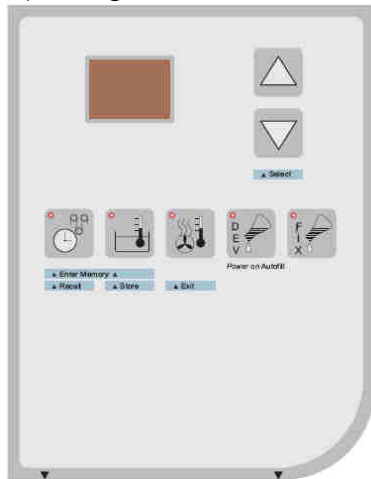 ▲ Select
D
E
V
F
I
X
▲ Enter Memory ▲
Power on Autofill
▲ Recall
▲ Store
▲ Exit